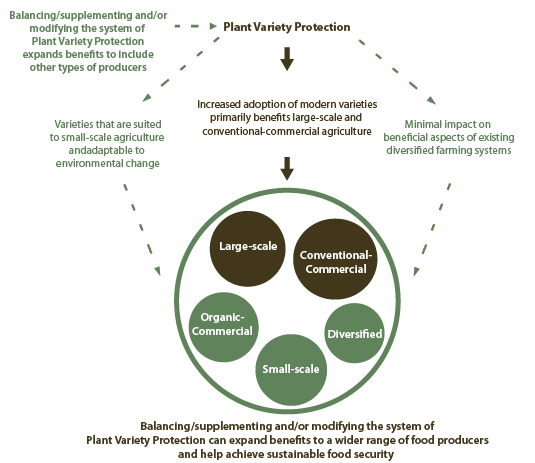 Balancing/supplementing and/or
modifying the system of
Plant Variety Protection
expands benefits to include
other types of producers
Plant Variety Protection
Increased adoption of modern varieties
primarily benefits large-scale and
conventional-commercial agriculture
Varieties that are suited
to small-scale agriculture
andadaptable to
environmental change
Minimal impact on
beneficial aspects of existing
diversified farming systems
Large-scale
Conventional-
Commercial
Organic-
Commercial
Diversified
Small-scale
Balancing/supplementing and/or modifying the system of
Plant Variety Protection can expand benefits to a wider range of food producers
and help achieve sustainable food security